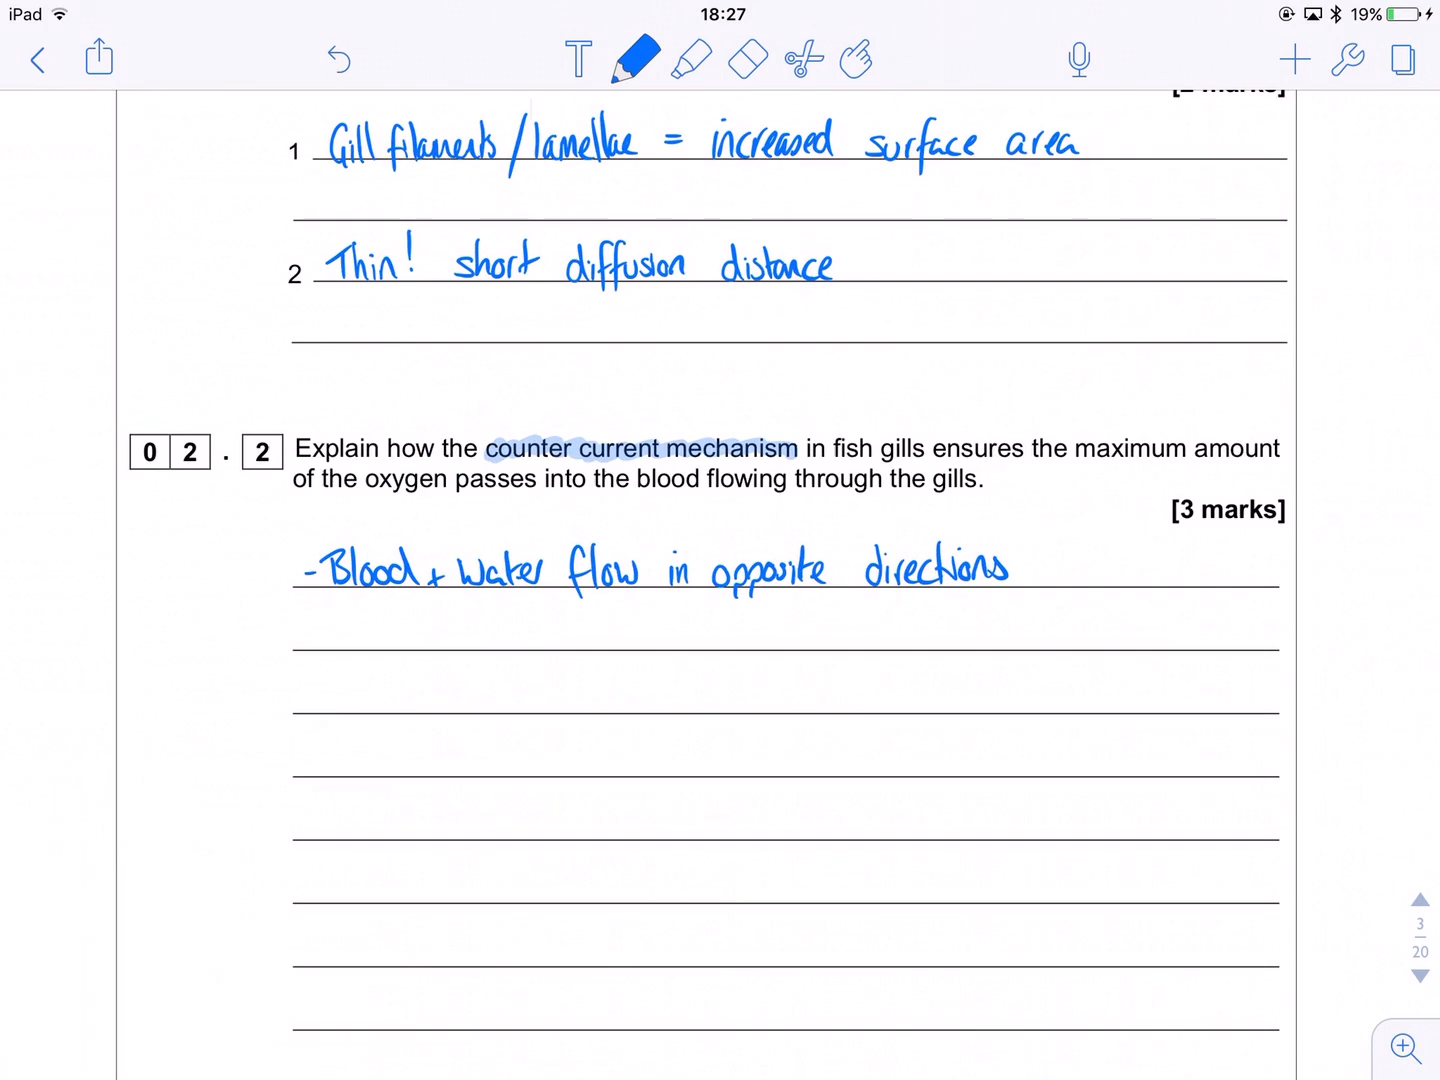 iPad 18:27 19%
1 Gill filaments/lamellae = increased surface area
2 Thin! short diffusion distance
0 2 . 2 Explain how the counter current mechanism in fish gills ensures the maximum amount
of the oxygen passes into the blood flowing through the gills.
[3 marks]
- Blood + Water flow in opposite directions
3
20